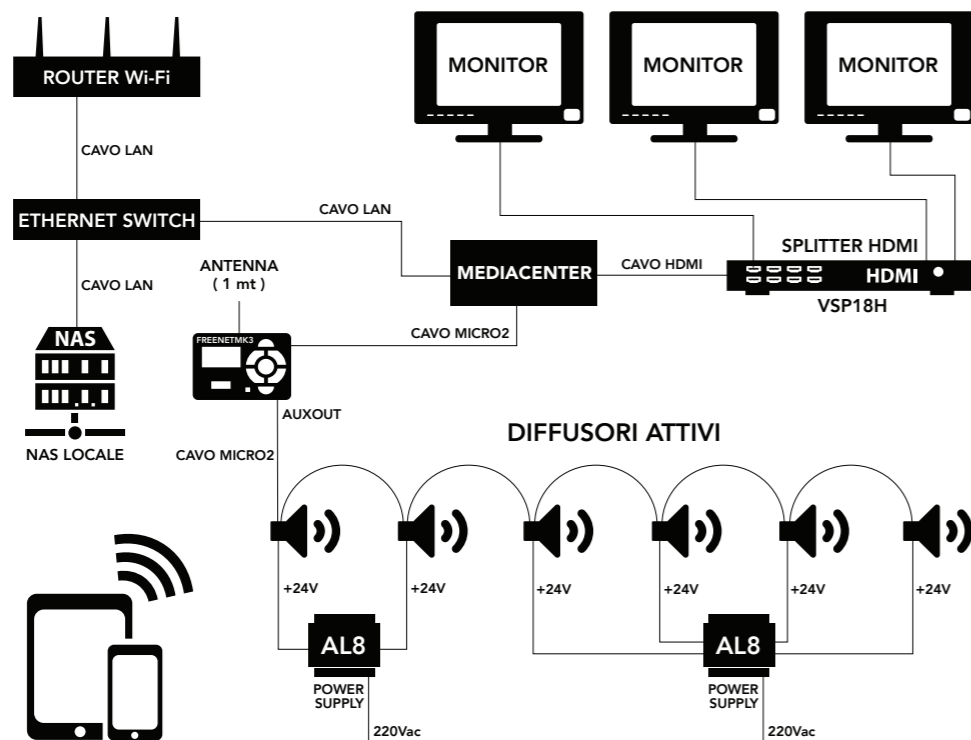 ROUTER Wi-Fi
MONITOR
MONITOR
MONITOR
CAVO LAN
ETHERNET SWITCH
CAVO LAN
SPLITTER HDMI
ANTENNA
( 1 mt )
MEDIACENTER
CAVO HDMI
HDMI
CAVO LAN
VSP18H
NAS
FREENETMK3
CAVO MICRO2
AUXOUT
NAS LOCALE
CAVO MICRO2
DIFFUSORI ATTIVI
+24V
+24V
+24V
+24V
+24V
+24V
AL8
AL8
POWER
SUPPLY
POWER
SUPPLY
220Vac
220Vac